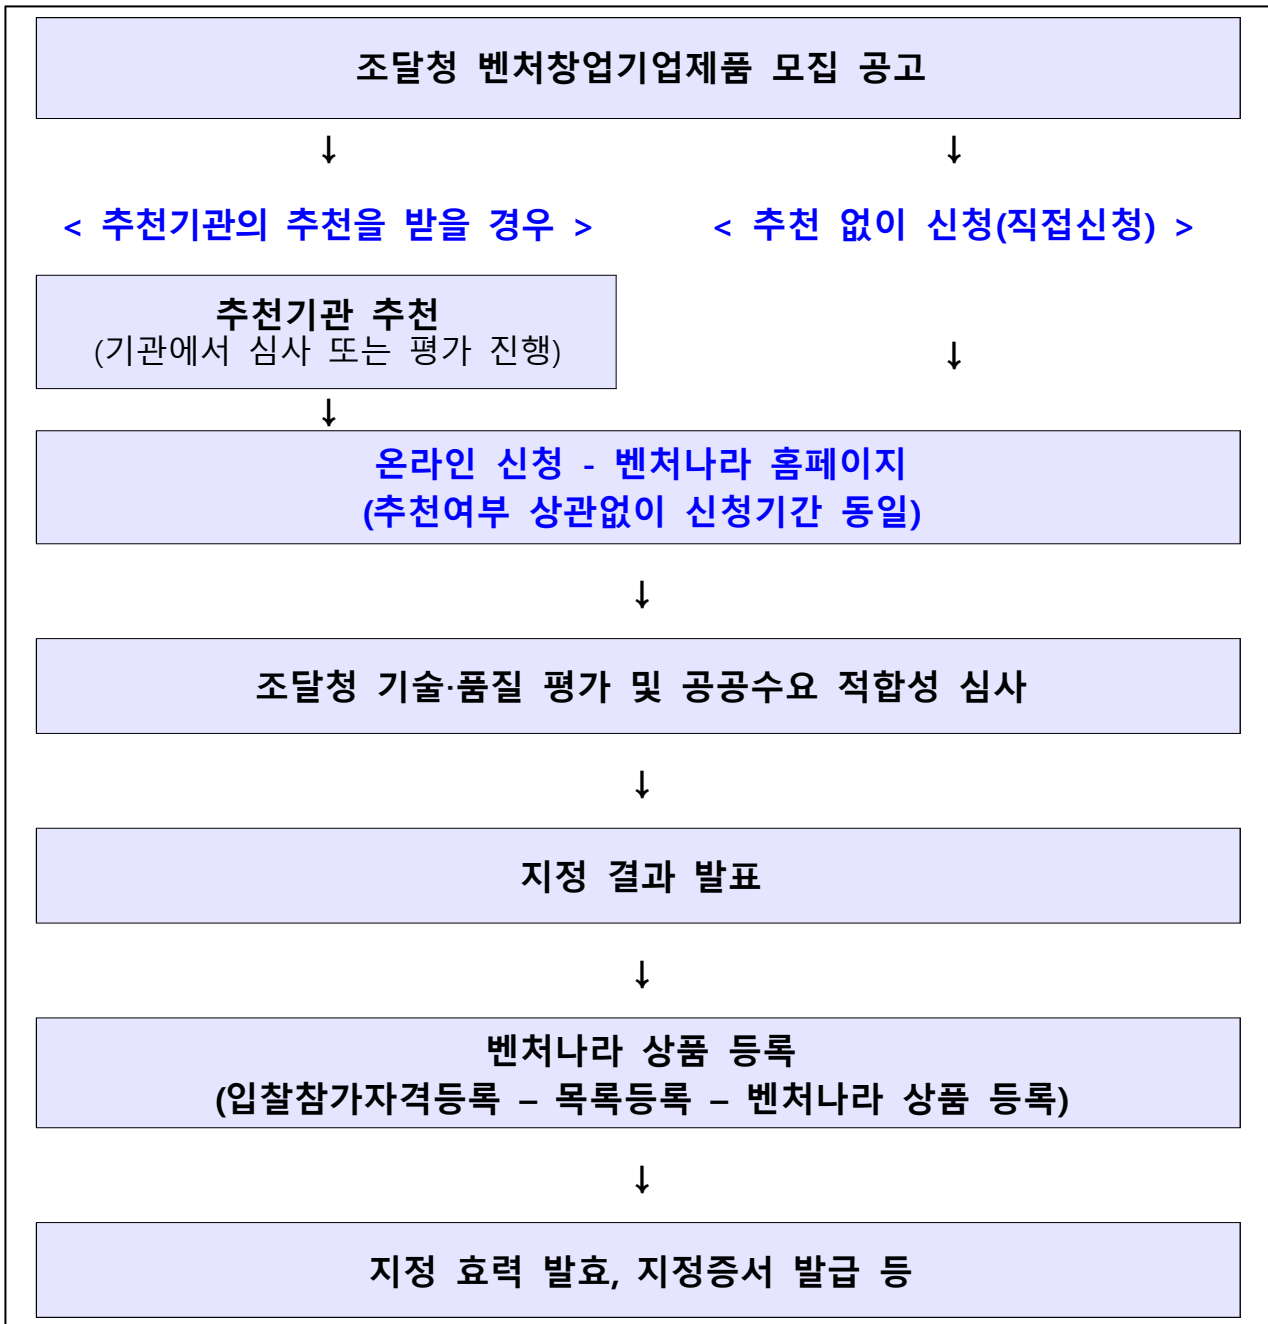 조달청 벤처창업기업제품 모집 공고
↓ ↓
< 추천기관의 추천을 받을 경우 > < 추천 없이 신청(직접신청) >
추천기관 추천
(기관에서 심사 또는 평가 진행)
↓
↓
온라인 신청 - 벤처나라 홈페이지
(추천여부 상관없이 신청기간 동일)
↓
조달청 기술·품질 평가 및 공공수요 적합성 심사
↓
지정 결과 발표
↓
벤처나라 상품 등록
(입찰참가자격등록 – 목록등록 – 벤처나라 상품 등록)
↓
지정 효력 발효, 지정증서 발급 등